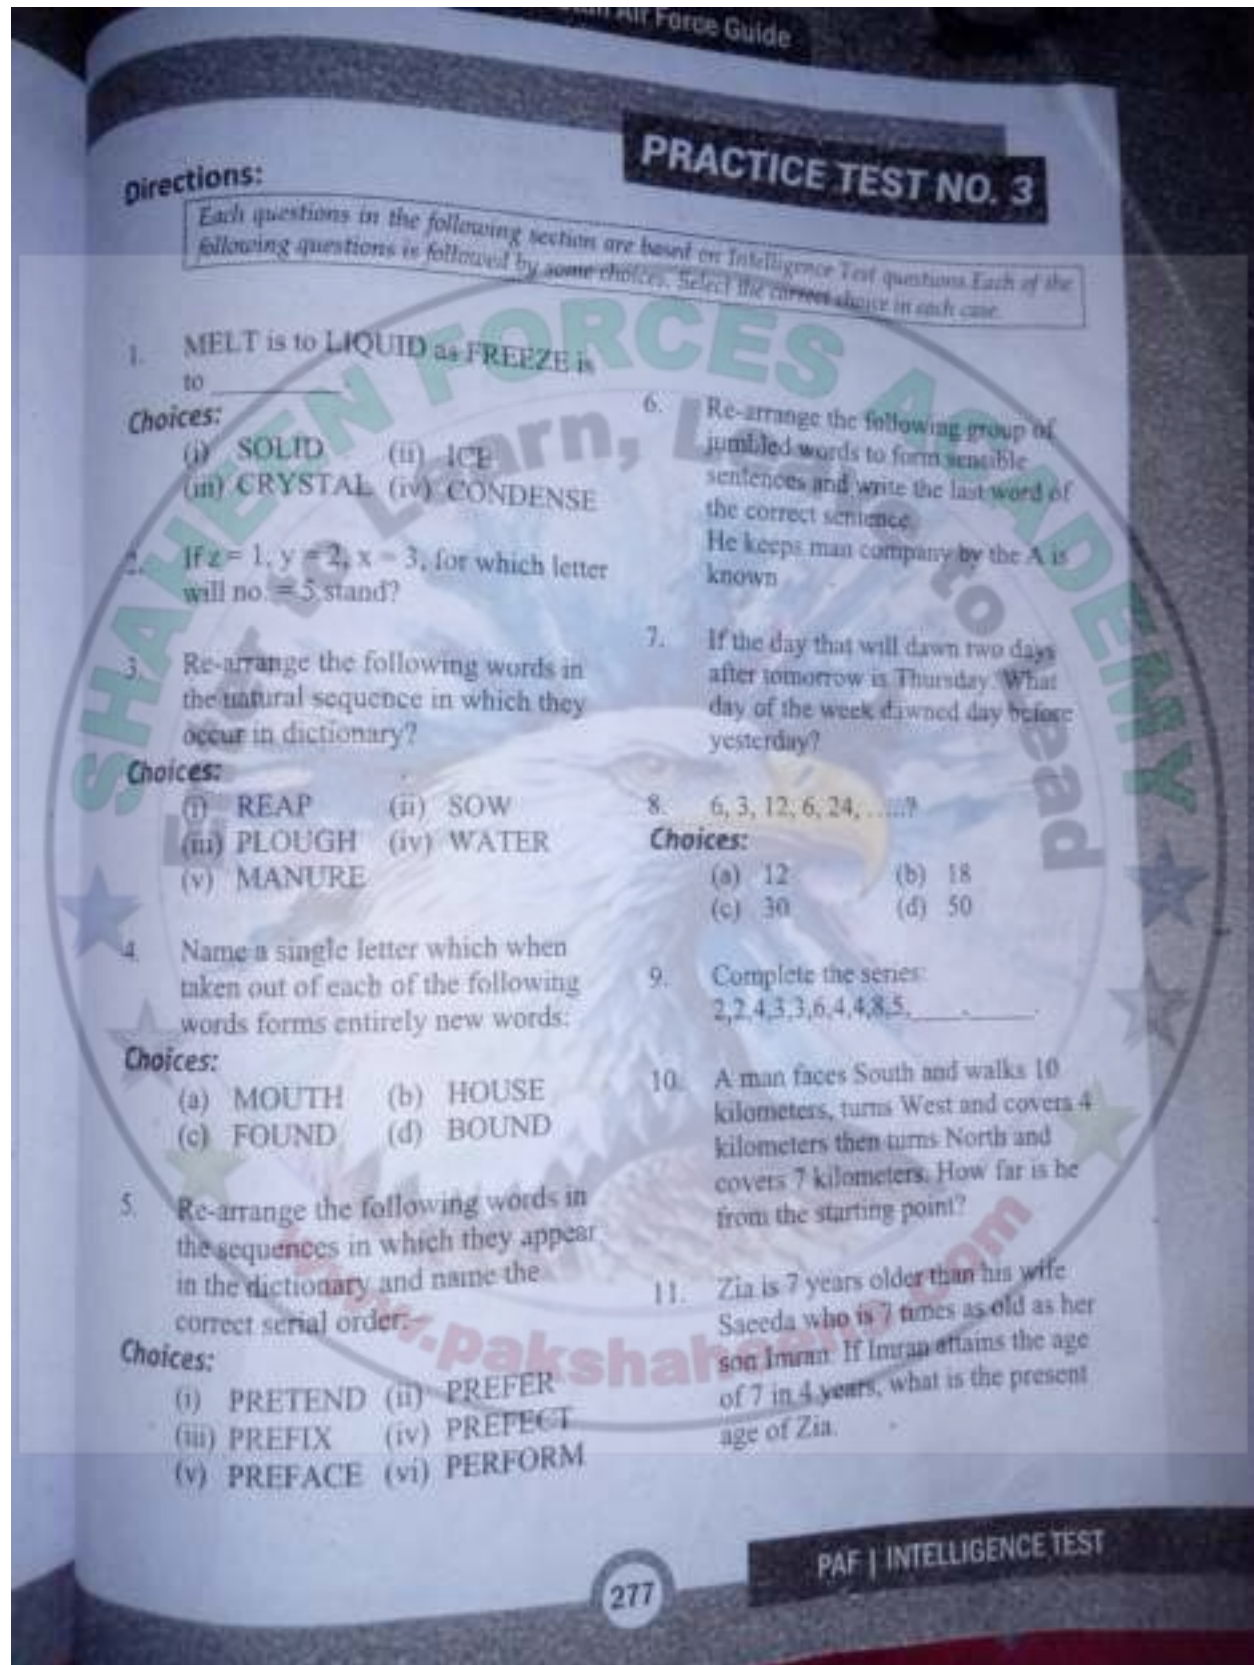 Air Force Guide
PRACTICE TEST NO. 3
Directions:
Each questions in the following section are based on Intelligence Test questions.Each of the
following questions is followed by some choices. Select the correct choice in each case.
1. MELT is to LIQUID as FREEZE is
to ________
Choices:
(i) SOLID (ii) ICE
(iii) CRYSTAL (iv) CONDENSE
2. If z = 1, y = 2, x = 3, for which letter
will no. = 5 stand?
3. Re-arrange the following words in
the natural sequence in which they
occur in dictionary?
Choices:
(i) REAP (ii) SOW
(iii) PLOUGH (iv) WATER
(v) MANURE
4. Name a single letter which when
taken out of each of the following
words forms entirely new words:
Choices:
(a) MOUTH (b) HOUSE
(c) FOUND (d) BOUND
5. Re-arrange the following words in
the sequences in which they appear
in the dictionary and name the
correct serial order:-
Choices:
(i) PRETEND (ii) PREFER
(iii) PREFIX (iv) PREFECT
(v) PREFACE (vi) PERFORM
6. Re-arrange the following group of
jumbled words to form sensible
sentences and write the last word of
the correct sentence.
He keeps man company by the A is
known
7. If the day that will dawn two days
after tomorrow is Thursday. What
day of the week dawned day before
yesterday?
8. 6, 3, 12, 6, 24, ......?
Choices:
(a) 12 (b) 18
(c) 30 (d) 50
9. Complete the series:
2,2,4,3,3,6,4,4,8,5,____.____.
10. A man faces South and walks 10
kilometers, turns West and covers 4
kilometers then turns North and
covers 7 kilometers. How far is he
from the starting point?
11. Zia is 7 years older than his wife
Saeeda who is 7 times as old as her
son Imran. If Imran attains the age
of 7 in 4 years, what is the present
age of Zia.
PAF | INTELLIGENCE TEST
277
SHAHEEN FORCES ACADEMY
Enter to Learn, Leave to Lead
www.pakshaheens.com